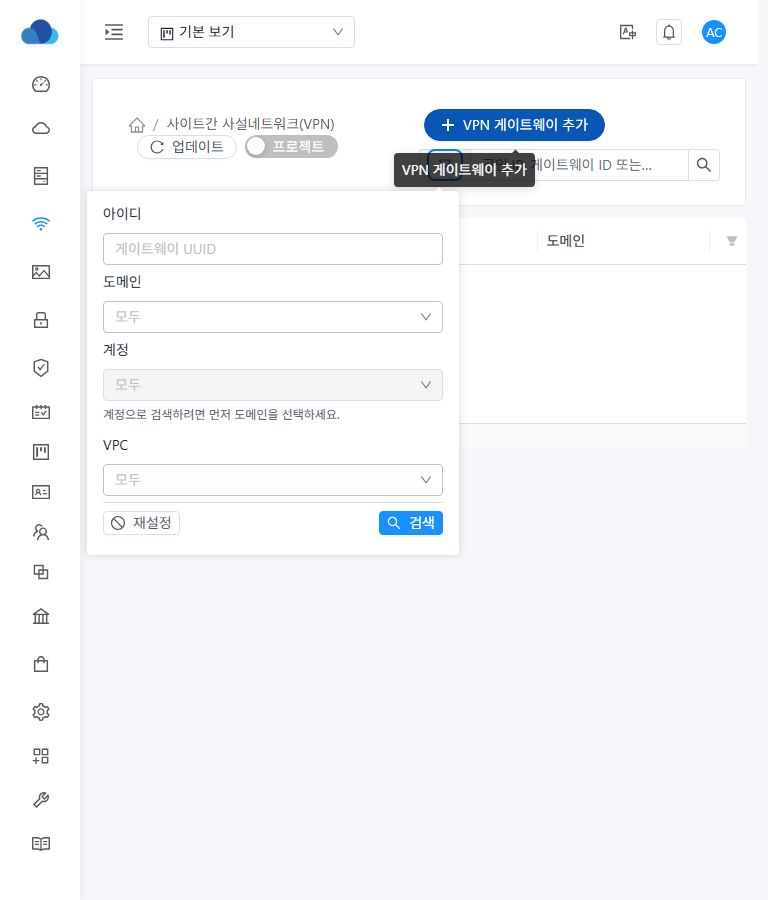 기본 보기
AC
/ 사이트간 사설네트워크(VPN)
업데이트
프로젝트
VPN 게이트웨이 추가
게이트웨이 ID 또는...
VPN 게이트웨이 추가
도메인
아이디
게이트웨이 UUID
도메인
모두
계정
모두
계정으로 검색하려면 먼저 도메인을 선택하세요.
VPC
모두
재설정
검색